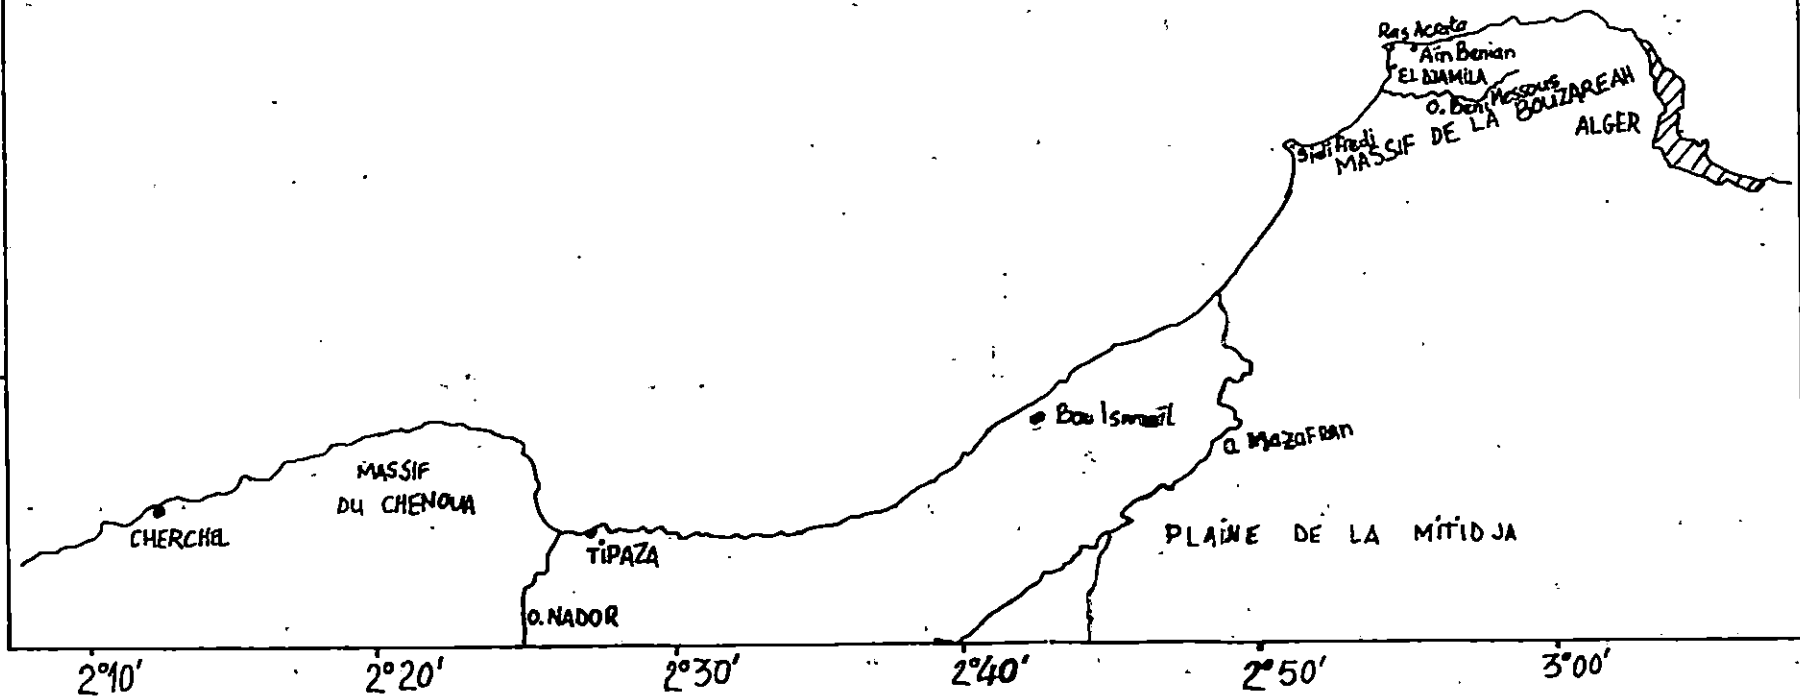 Ras Acrata
Ain Benian
EL DJAMILA
O. Beni Messous
MASSIF DE LA BOUZAREAH
ALGER
Sidi Fredj
Bou Ismaïl
O. MAZAFRAN
MASSIF
DU CHENOUA
CHERCHEL
TiPAZA
PLAiNE DE LA MiTiDJA
O. NADOR
2°10' 2°20' 2°30' 2°40' 2°50' 3°00'